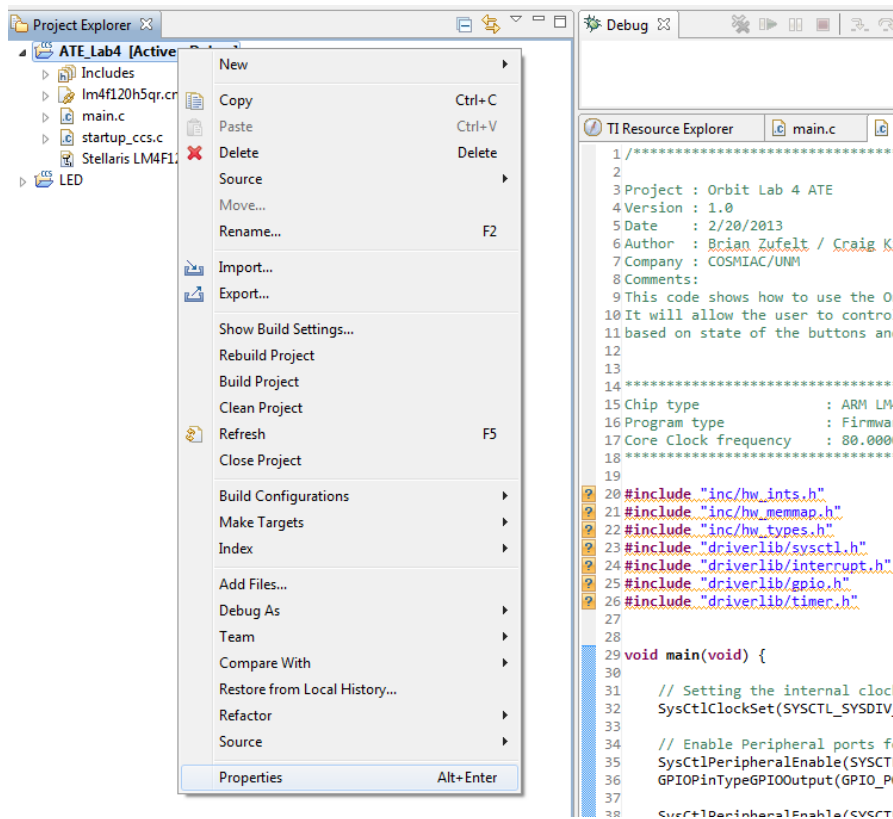 Project Explorer
ATE_Lab4 [Active
Includes
lm4f120h5qr.cm
main.c
startup_ccs.c
Stellaris LM4F12
LED
New
Copy Ctrl+C
Paste Ctrl+V
Delete Delete
Source
Move...
Rename... F2
Import...
Export...
Show Build Settings...
Rebuild Project
Build Project
Clean Project
Refresh F5
Close Project
Build Configurations
Make Targets
Index
Add Files...
Debug As
Team
Compare With
Restore from Local History...
Refactor
Source
Properties Alt+Enter
Debug
TI Resource Explorer main.c
1 /*******************************
2
3 Project : Orbit Lab 4 ATE
4 Version : 1.0
5 Date : 2/20/2013
6 Author : Brian Zufelt / Craig K
7 Company : COSMIAC/UNM
8 Comments:
9 This code shows how to use the O
10 It will allow the user to contro
11 based on state of the buttons an
12
13
14 ********************************
15 Chip type : ARM LM
16 Program type : Firmwa
17 Core Clock frequency : 80.000
18 ********************************
19
20 #include "inc/hw_ints.h"
21 #include "inc/hw_memmap.h"
22 #include "inc/hw_types.h"
23 #include "driverlib/sysctl.h"
24 #include "driverlib/interrupt.h"
25 #include "driverlib/gpio.h"
26 #include "driverlib/timer.h"
27
28
29 void main(void) {
30
31 // Setting the internal cloc
32 SysCtlClockSet(SYSCTL_SYSDIV_
33
34 // Enable Peripheral ports f
35 SysCtlPeripheralEnable(SYSCT
36 GPIOPinTypeGPIOOutput(GPIO_P
37
38 SysCtlPeripheralEnable(SYSCT